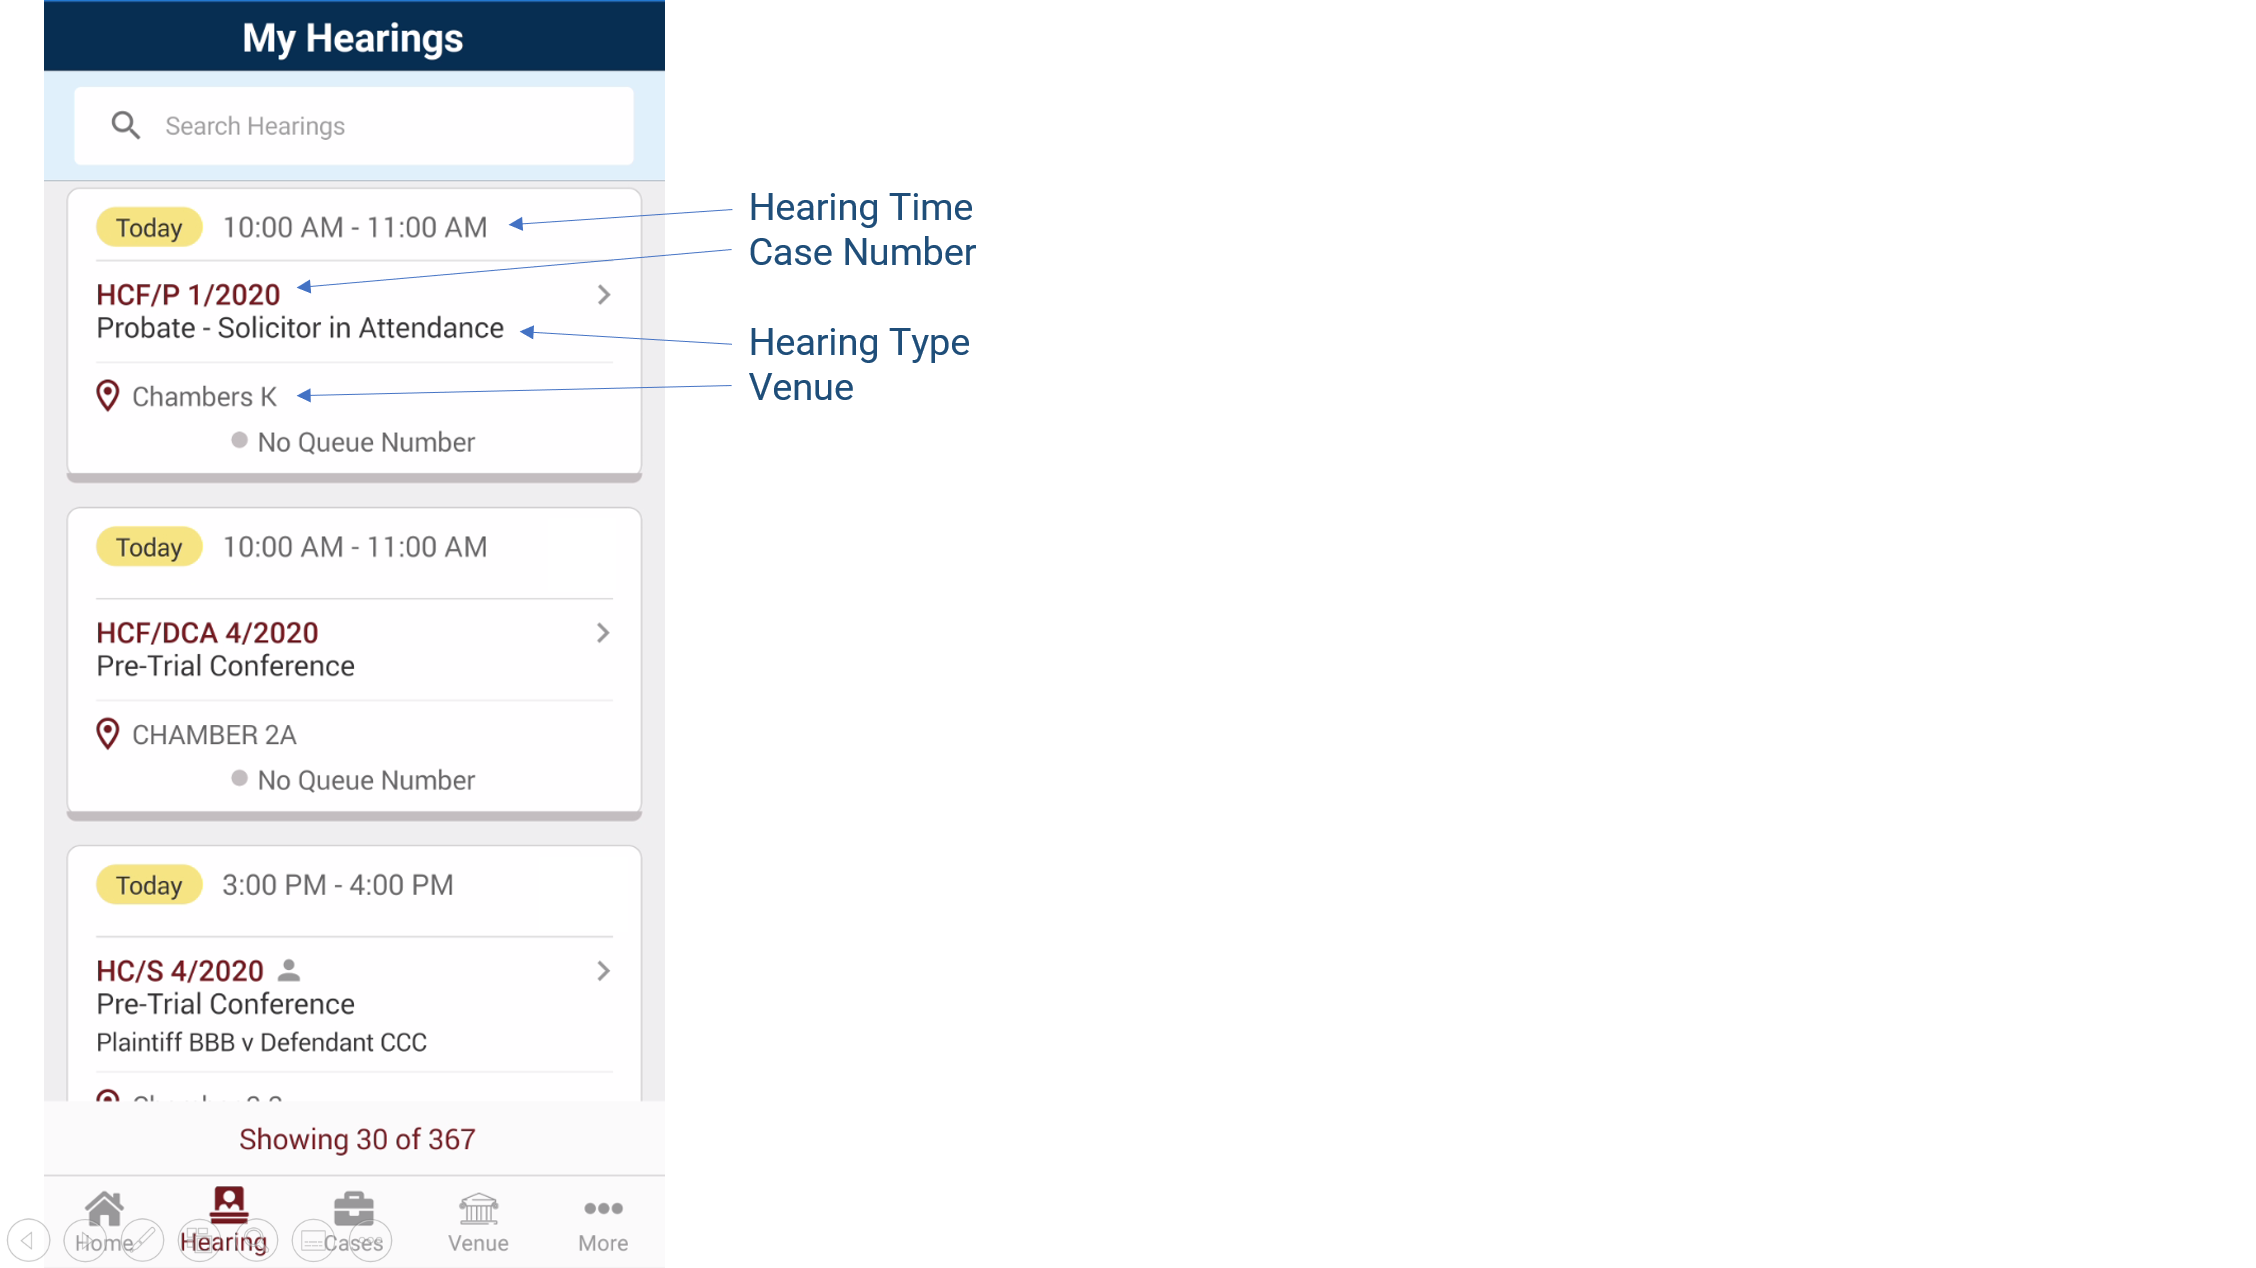 My Hearings
Search Hearings
Today 10:00 AM - 11:00 AM
HCF/P 1/2020
Probate - Solicitor in Attendance
Chambers K
No Queue Number
Hearing Time
Case Number
Hearing Type
Venue
Today 10:00 AM - 11:00 AM
HCF/DCA 4/2020
Pre-Trial Conference
CHAMBER 2A
No Queue Number
Today 3:00 PM - 4:00 PM
HC/S 4/2020
Pre-Trial Conference
Plaintiff BBB v Defendant CCC
Showing 30 of 367
Home Hearing Cases Venue More